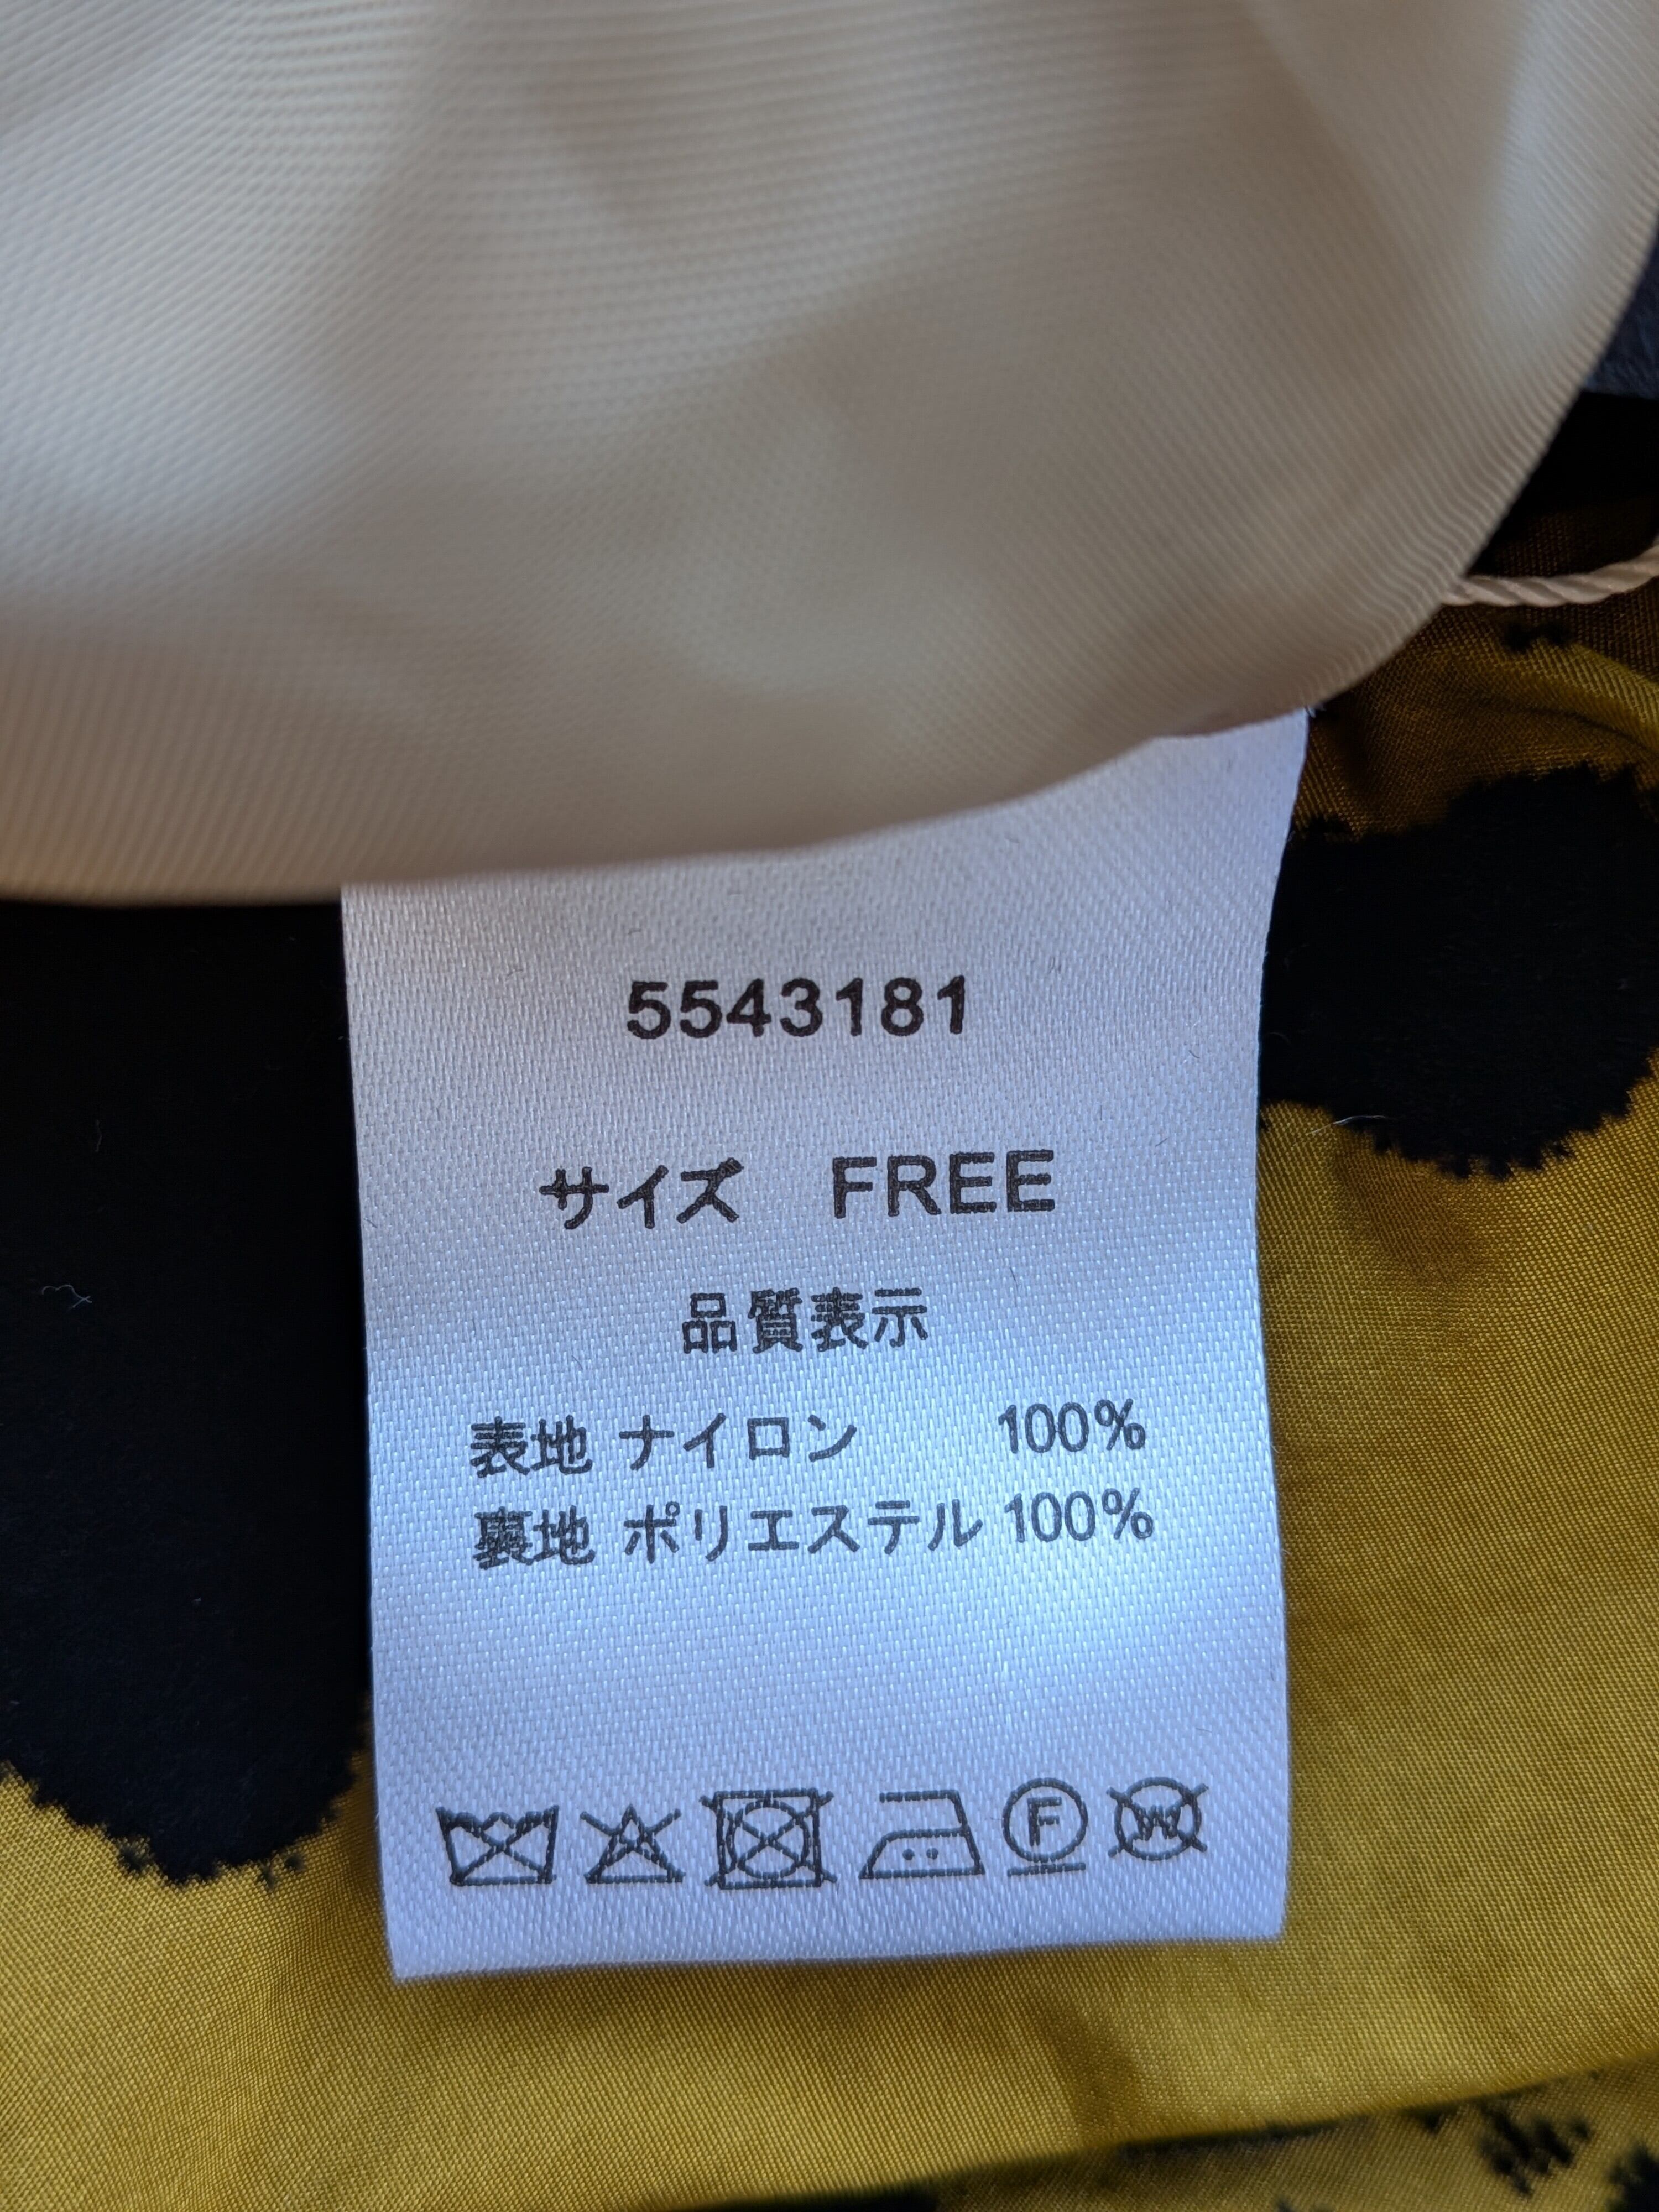 5543181
サイズ FREE
品質表示
表地 ナイロン 100%
裏地 ポリエステル 100%
F W